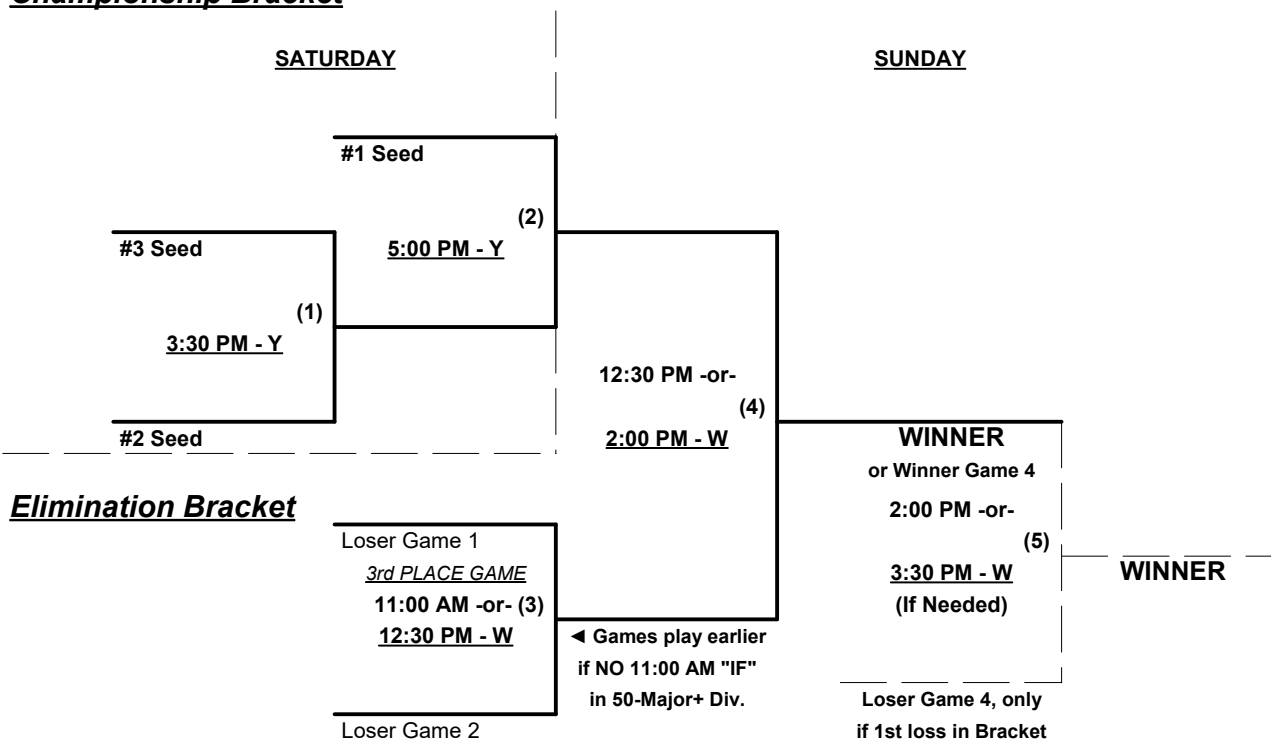 Championship Bracket
SATURDAY
SUNDAY
#1 Seed
(2)
5:00 PM - Y
#3 Seed
(1)
3:30 PM - Y
#2 Seed
12:30 PM -or-
(4)
2:00 PM - W
WINNER
or Winner Game 4
2:00 PM -or-
(5)
3:30 PM - W
(If Needed)
WINNER
Loser Game 4, only
if 1st loss in Bracket
Elimination Bracket
Loser Game 1
3rd PLACE GAME
11:00 AM -or- (3)
12:30 PM - W
Loser Game 2
◄ Games play earlier
if NO 11:00 AM "IF"
in 50-Major+ Div.